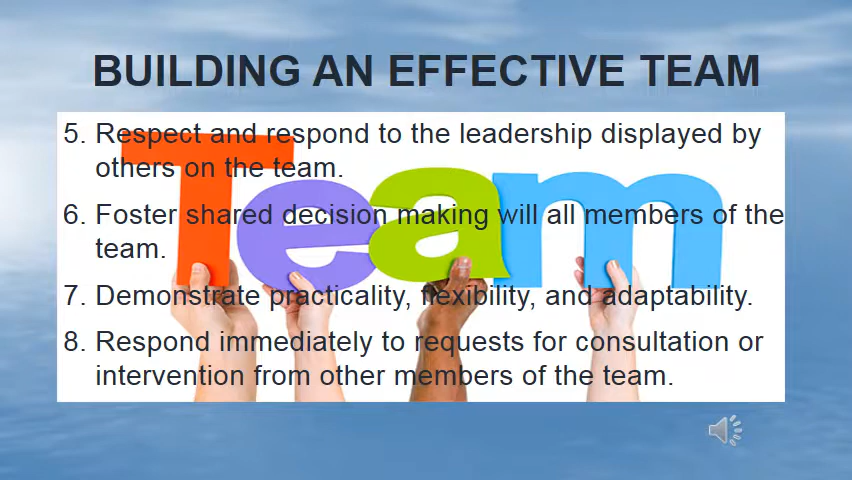 BUILDING AN EFFECTIVE TEAM
5. Respect and respond to the leadership displayed by
others on the team.
6. Foster shared decision making will all members of the
team.
7. Demonstrate practicality, flexibility, and adaptability.
8. Respond immediately to requests for consultation or
intervention from other members of the team.
Team